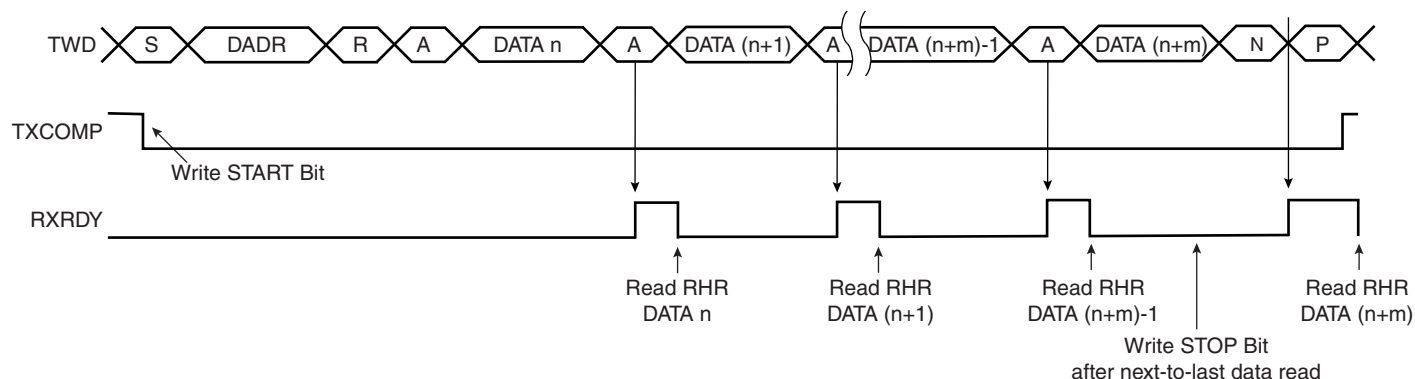 TWD S DADR R A DATA n A DATA (n+1) A DATA (n+m)-1 A DATA (n+m) N P
TXCOMP
Write START Bit
RXRDY
Read RHR Read RHR Read RHR Read RHR
DATA n DATA (n+1) DATA (n+m)-1 DATA (n+m)
Write STOP Bit
after next-to-last data read